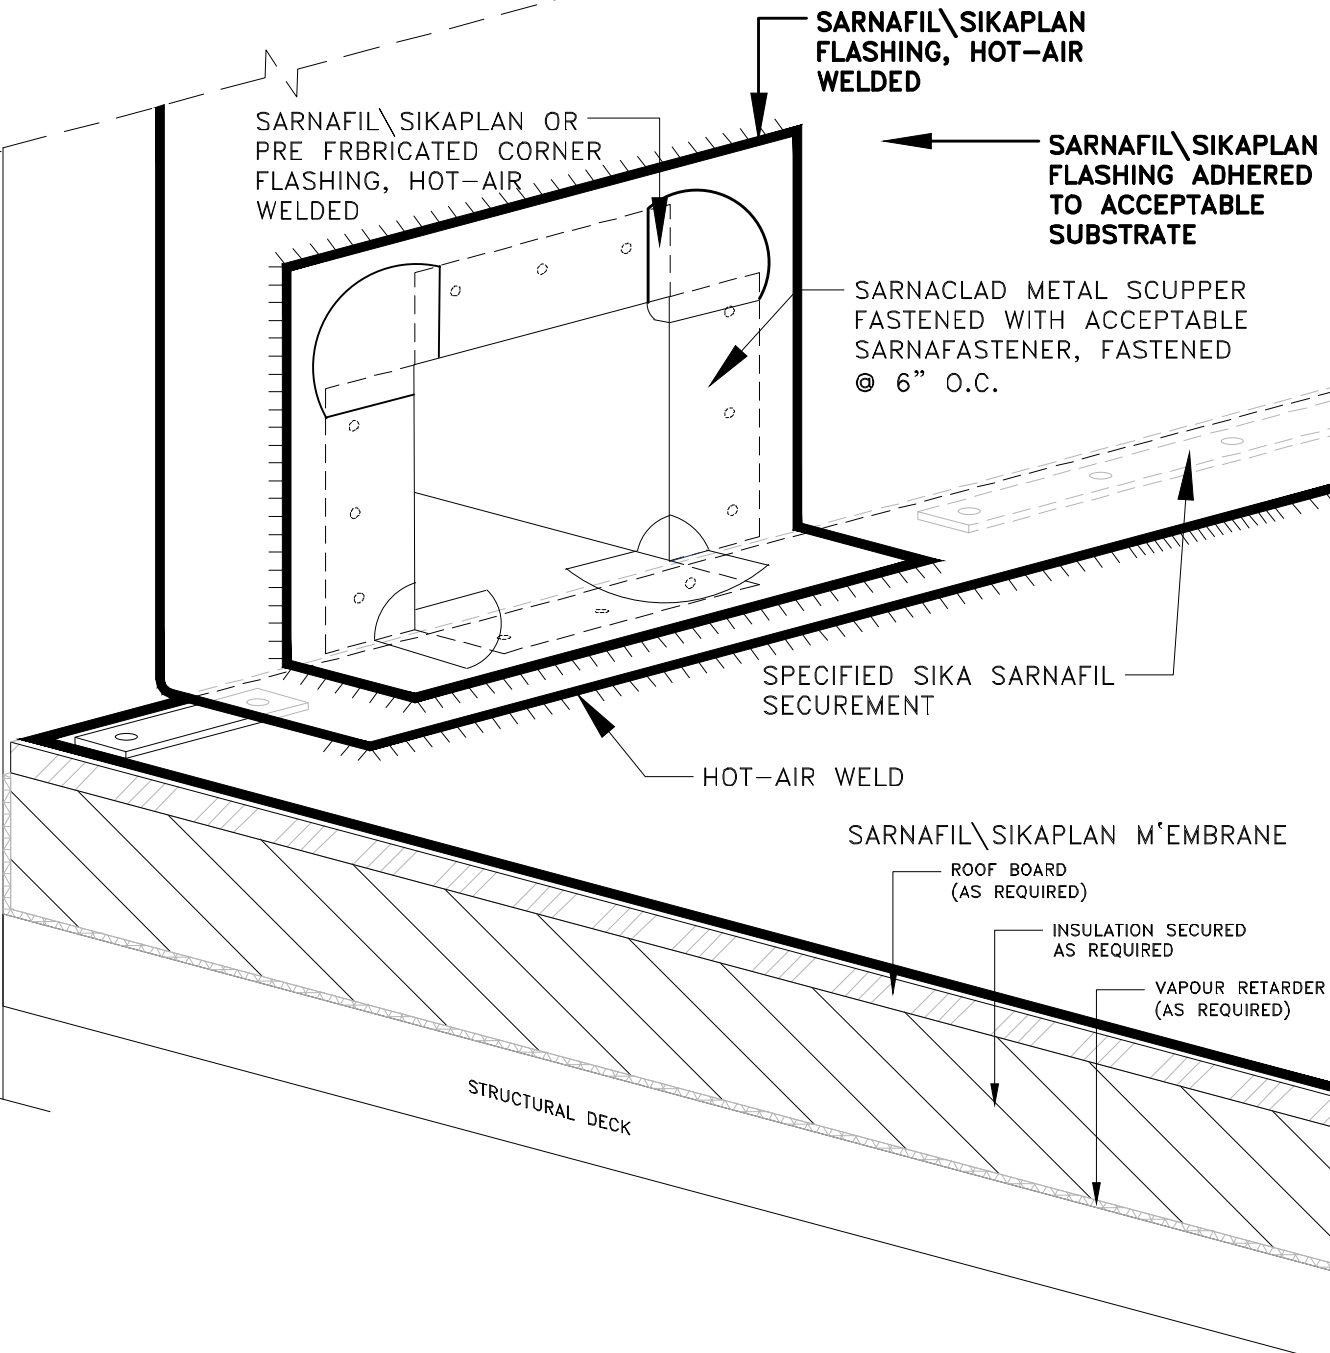 SARNAFIL\SIKAPLAN
FLASHING, HOT-AIR
WELDED
SARNAFIL\SIKAPLAN OR
PRE FRBRICATED CORNER
FLASHING, HOT-AIR
WELDED
SARNAFIL\SIKAPLAN
FLASHING ADHERED
TO ACCEPTABLE
SUBSTRATE
SARNACLAD METAL SCUPPER
FASTENED WITH ACCEPTABLE
SARNAFASTENER, FASTENED
@ 6" O.C.
SPECIFIED SIKA SARNAFIL
SECUREMENT
HOT-AIR WELD
SARNAFIL\SIKAPLAN M'EMBRANE
ROOF BOARD
(AS REQUIRED)
INSULATION SECURED
AS REQUIRED
VAPOUR RETARDER
(AS REQUIRED)
STRUCTURAL DECK